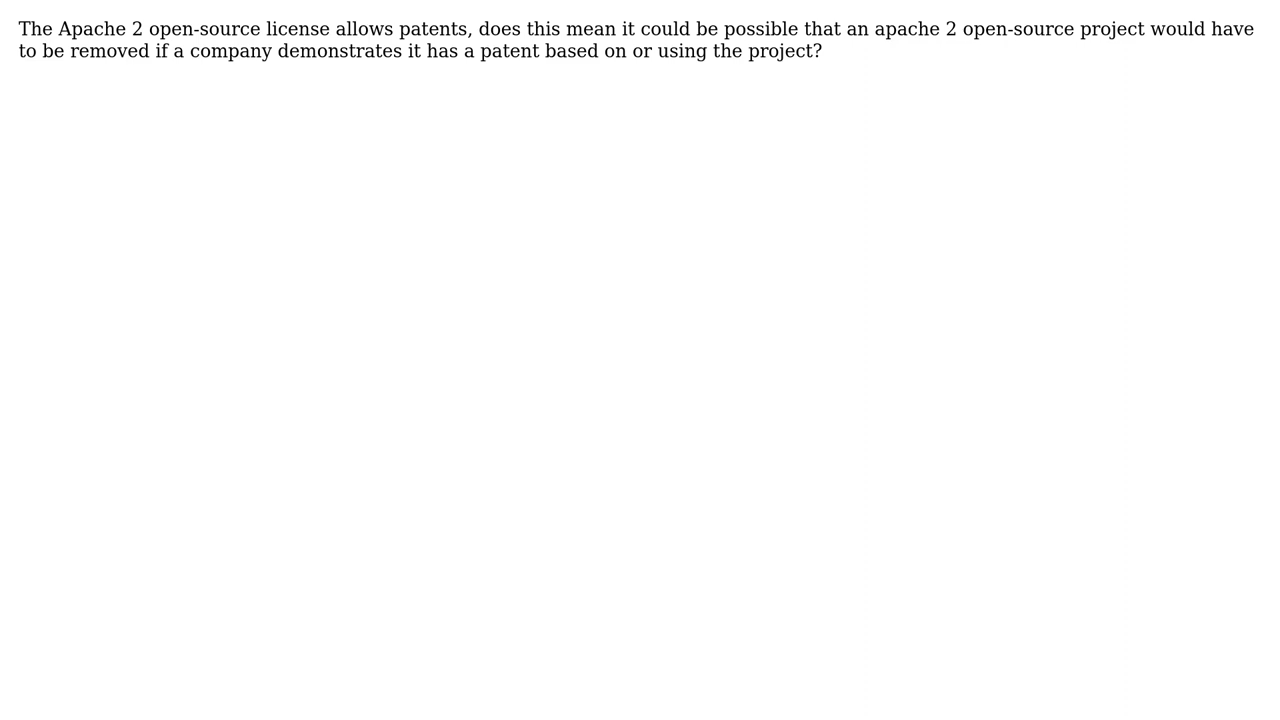 The Apache 2 open-source license allows patents, does this mean it could be possible that an apache 2 open-source project would have
to be removed if a company demonstrates it has a patent based on or using the project?